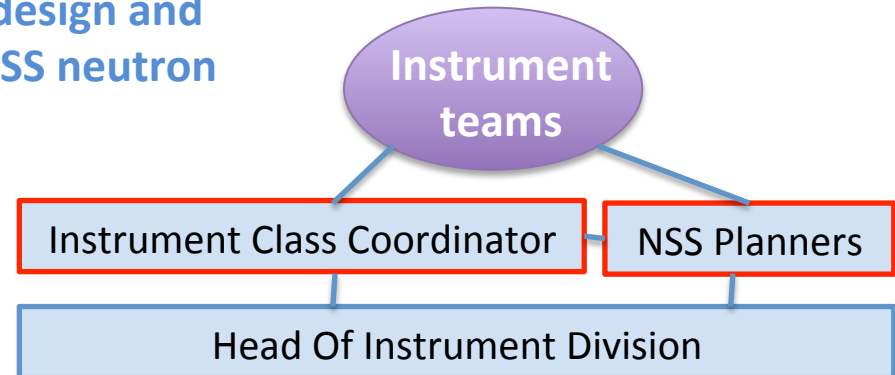 design and
SS neutron
Instrument
teams
Instrument Class Coordinator
NSS Planners
Head Of Instrument Division